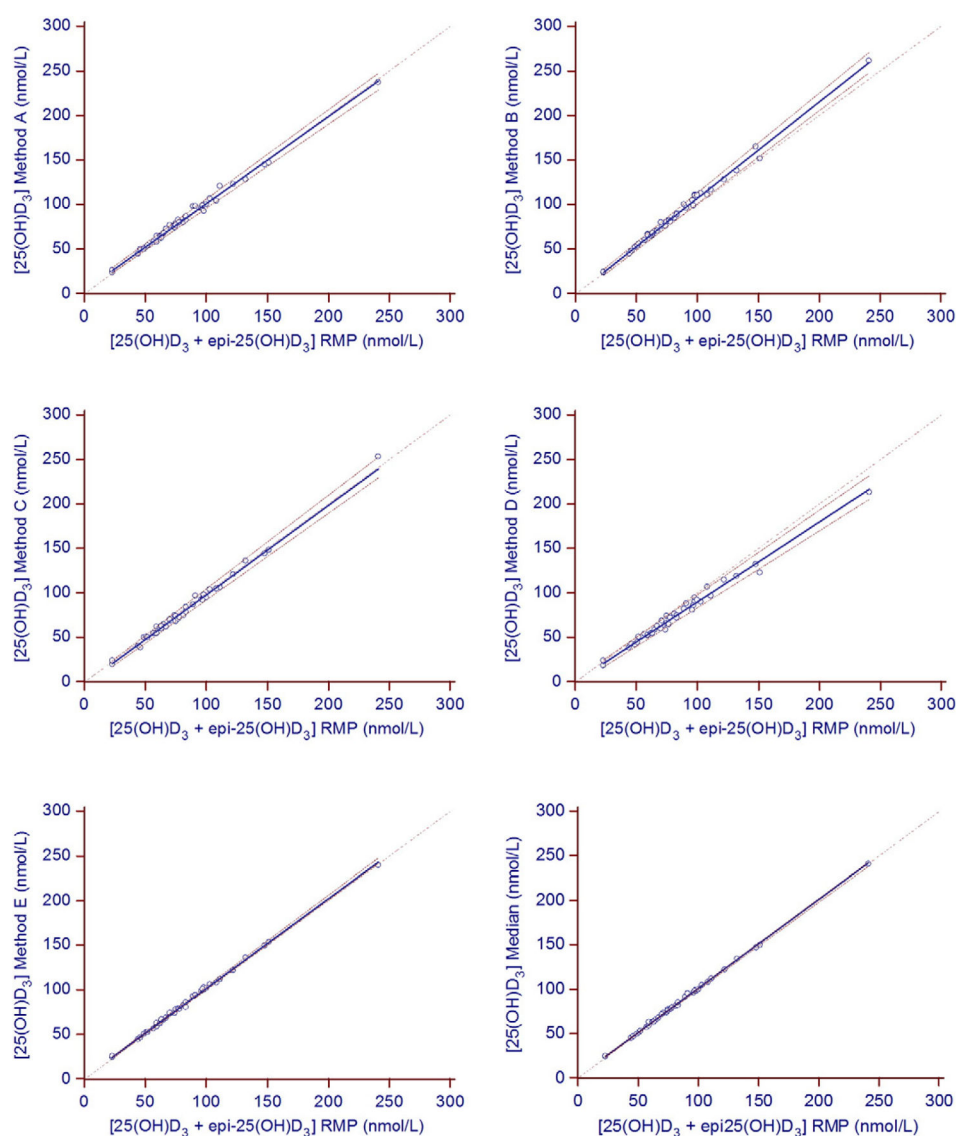 [25(OH)D3] Method A (nmol/L)
300
250
200
150
100
50
0
0 50 100 150 200 250 300
[25(OH)D3 + epi-25(OH)D3] RMP (nmol/L)
[25(OH)D3] Method B (nmol/L)
300
250
200
150
100
50
0
0 50 100 150 200 250 300
[25(OH)D3 + epi-25(OH)D3] RMP (nmol/L)
[25(OH)D3] Method C (nmol/L)
300
250
200
150
100
50
0
0 50 100 150 200 250 300
[25(OH)D3 + epi-25(OH)D3] RMP (nmol/L)
[25(OH)D3] Method D (nmol/L)
300
250
200
150
100
50
0
0 50 100 150 200 250 300
[25(OH)D3 + epi-25(OH)D3] RMP (nmol/L)
[25(OH)D3] Method E (nmol/L)
300
250
200
150
100
50
0
0 50 100 150 200 250 300
[25(OH)D3 + epi-25(OH)D3] RMP (nmol/L)
[25(OH)D3] Median (nmol/L)
300
250
200
150
100
50
0
0 50 100 150 200 250 300
[25(OH)D3 + epi25(OH)D3] RMP (nmol/L)